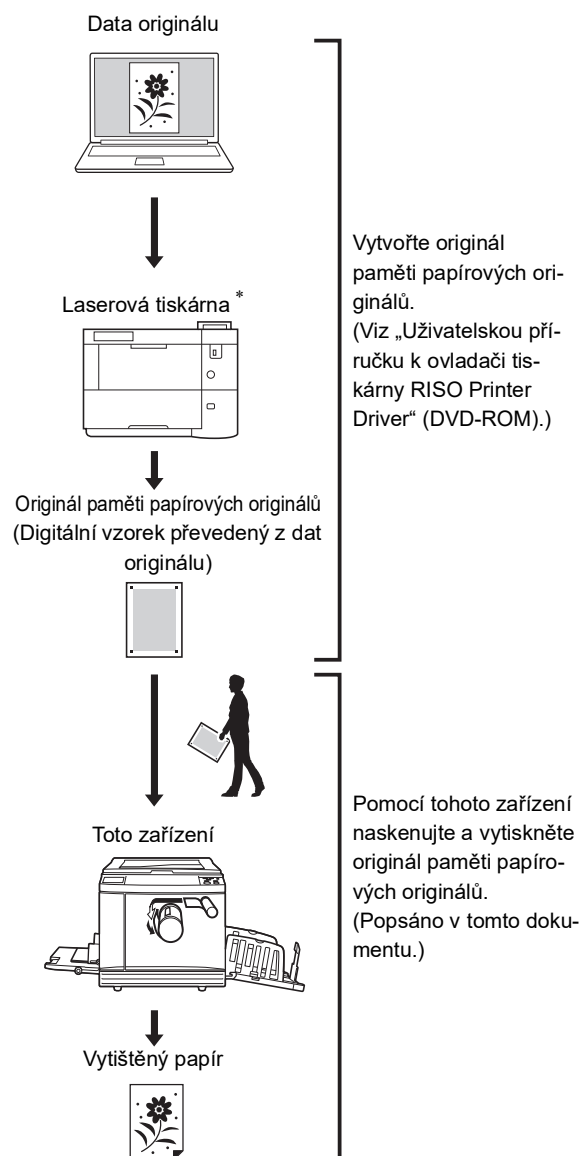 Data originálu
Laserová tiskárna *
Originál paměti papírových originálů
(Digitální vzorek převedený z dat
originálu)
Vytvořte originál
paměti papírových ori-
ginálů.
(Viz „Uživatelskou pří-
ručku k ovladači tis-
kárny RISO Printer
Driver“ (DVD-ROM).)
Toto zařízení
Vytištěný papír
Pomocí tohoto zařízení
naskenujte a vytiskněte
originál paměti papíro-
vých originálů.
(Popsáno v tomto doku-
mentu.)